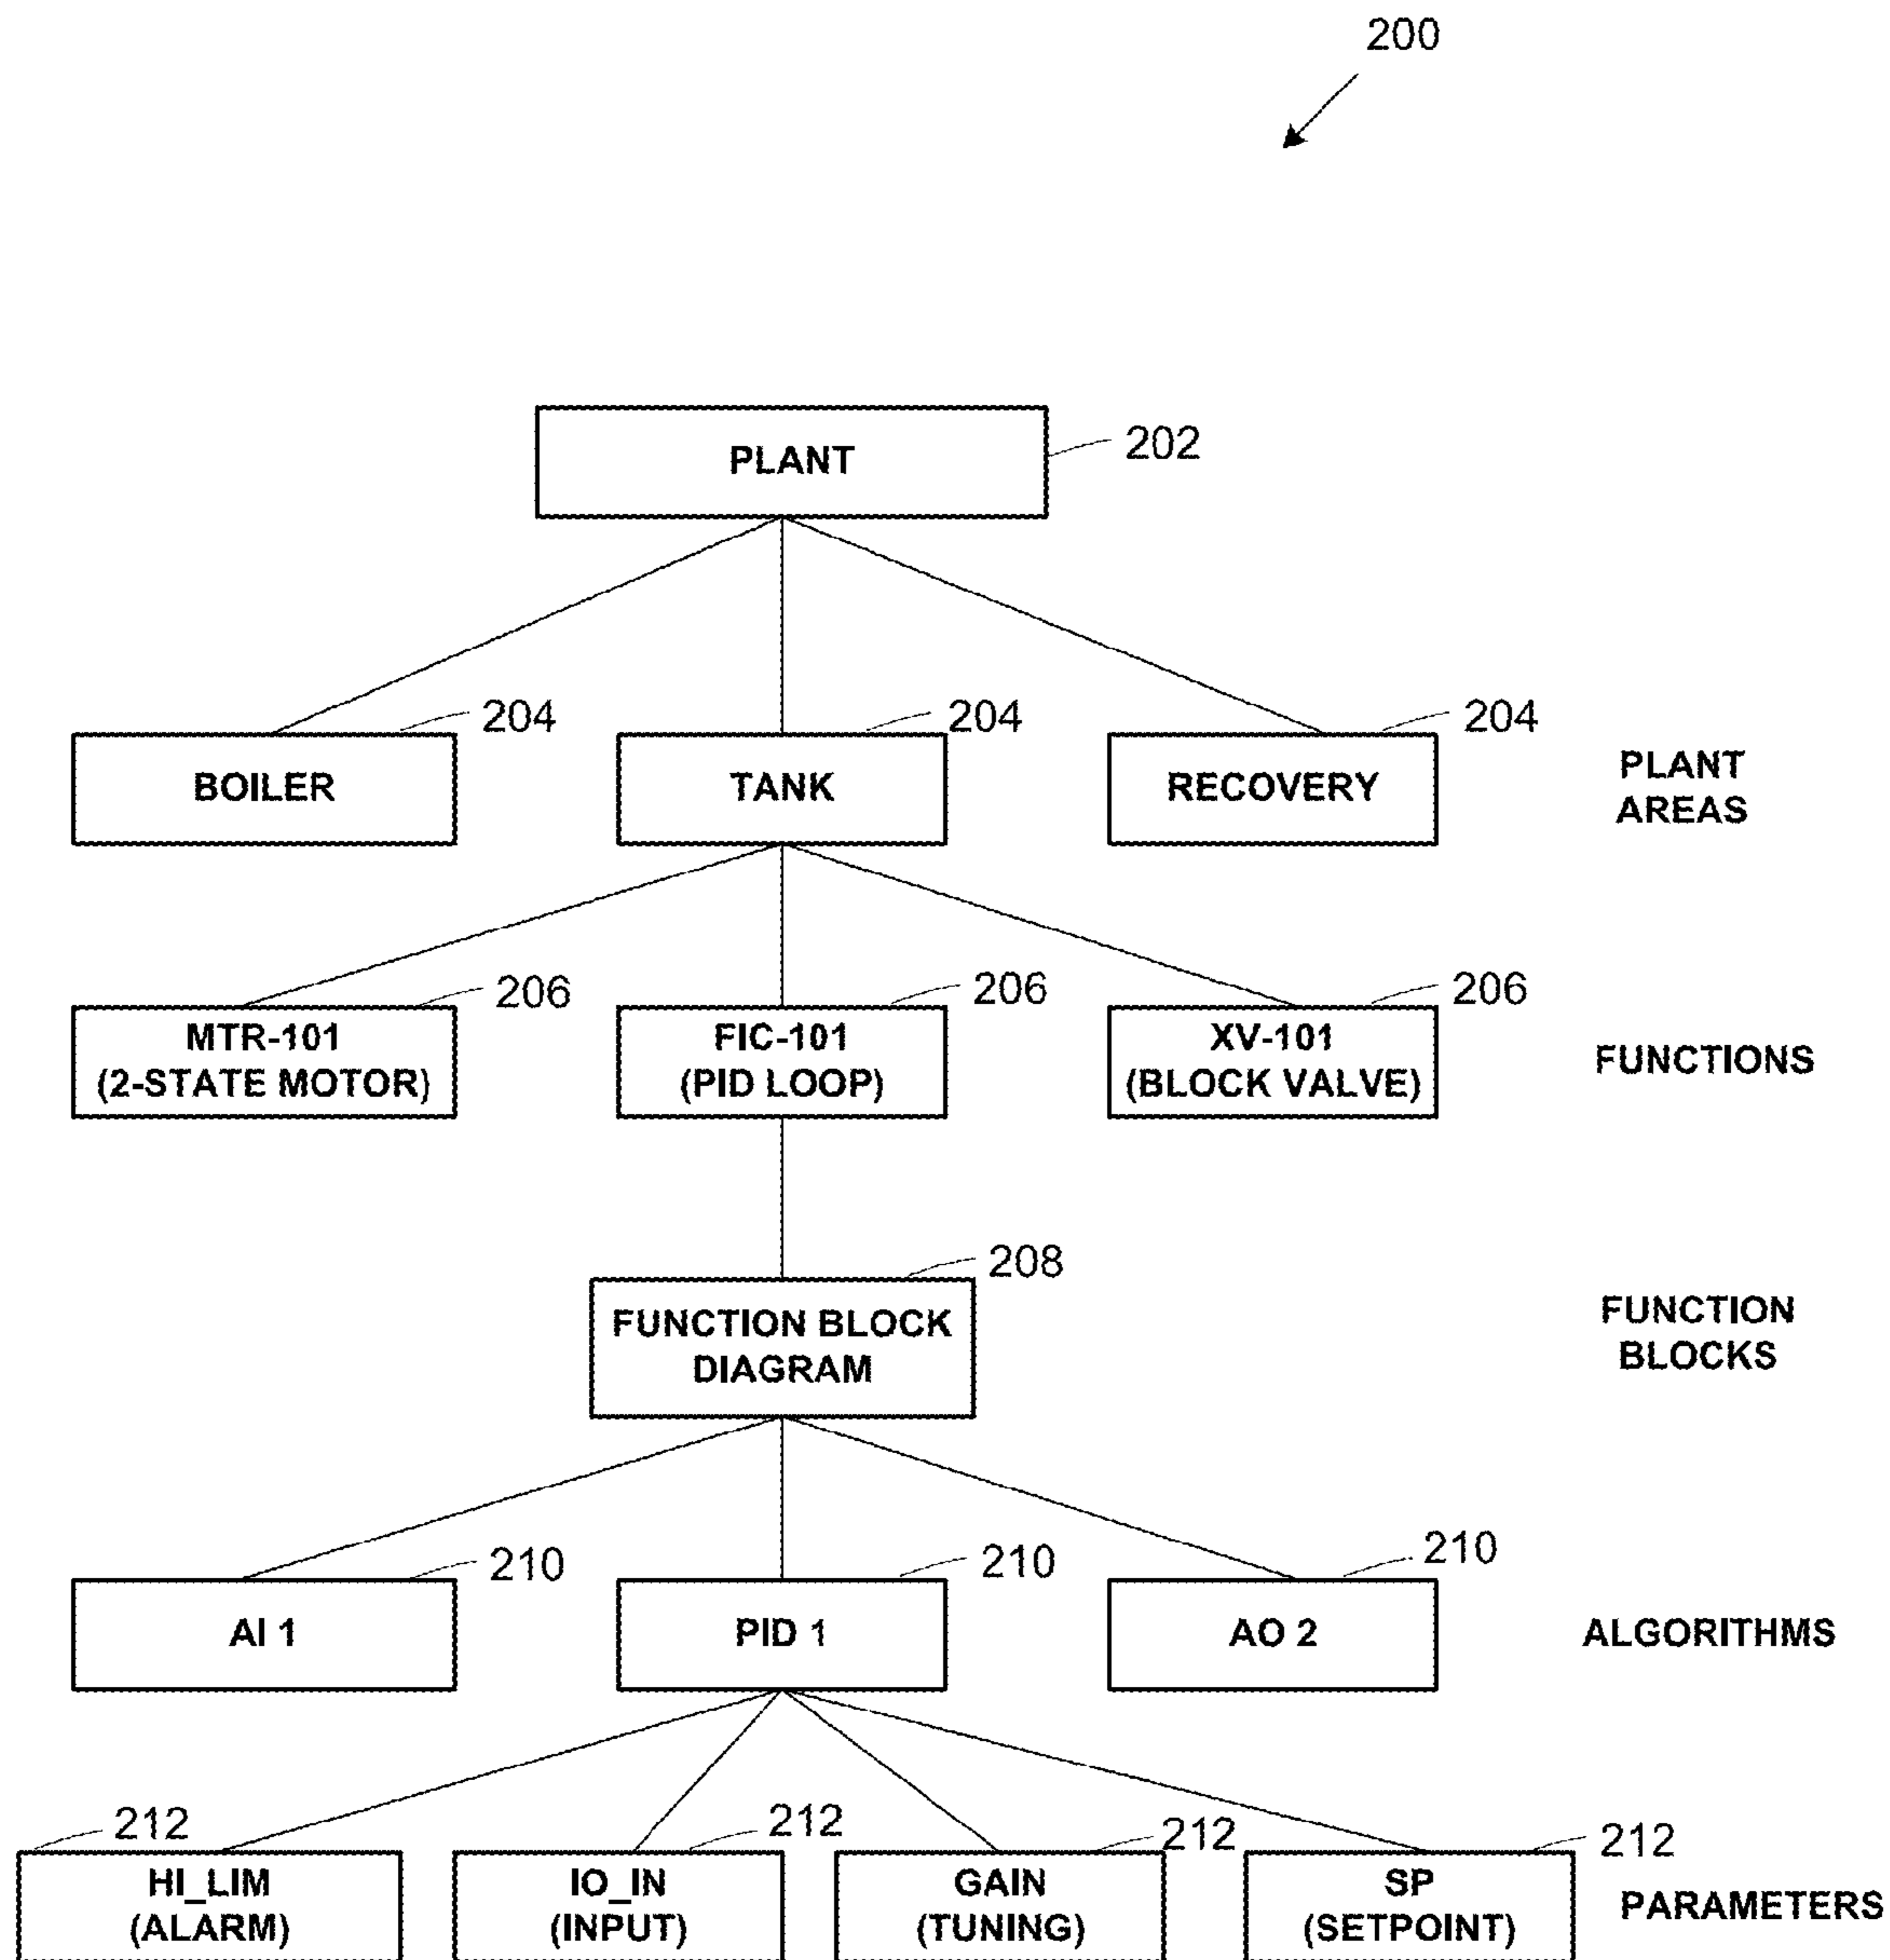 200
PLANT
202
BOILER
204
TANK
204
RECOVERY
204
PLANT
AREAS
MTR-101
(2-STATE MOTOR)
206
FIC-101
(PID LOOP)
206
XV-101
(BLOCK VALVE)
206
FUNCTIONS
FUNCTION BLOCK
DIAGRAM
208
FUNCTION
BLOCKS
AI 1
210
PID 1
210
AO 2
210
ALGORITHMS
212
HI_LIM
(ALARM)
212
IO_IN
(INPUT)
212
GAIN
(TUNING)
212
SP
(SETPOINT)
PARAMETERS